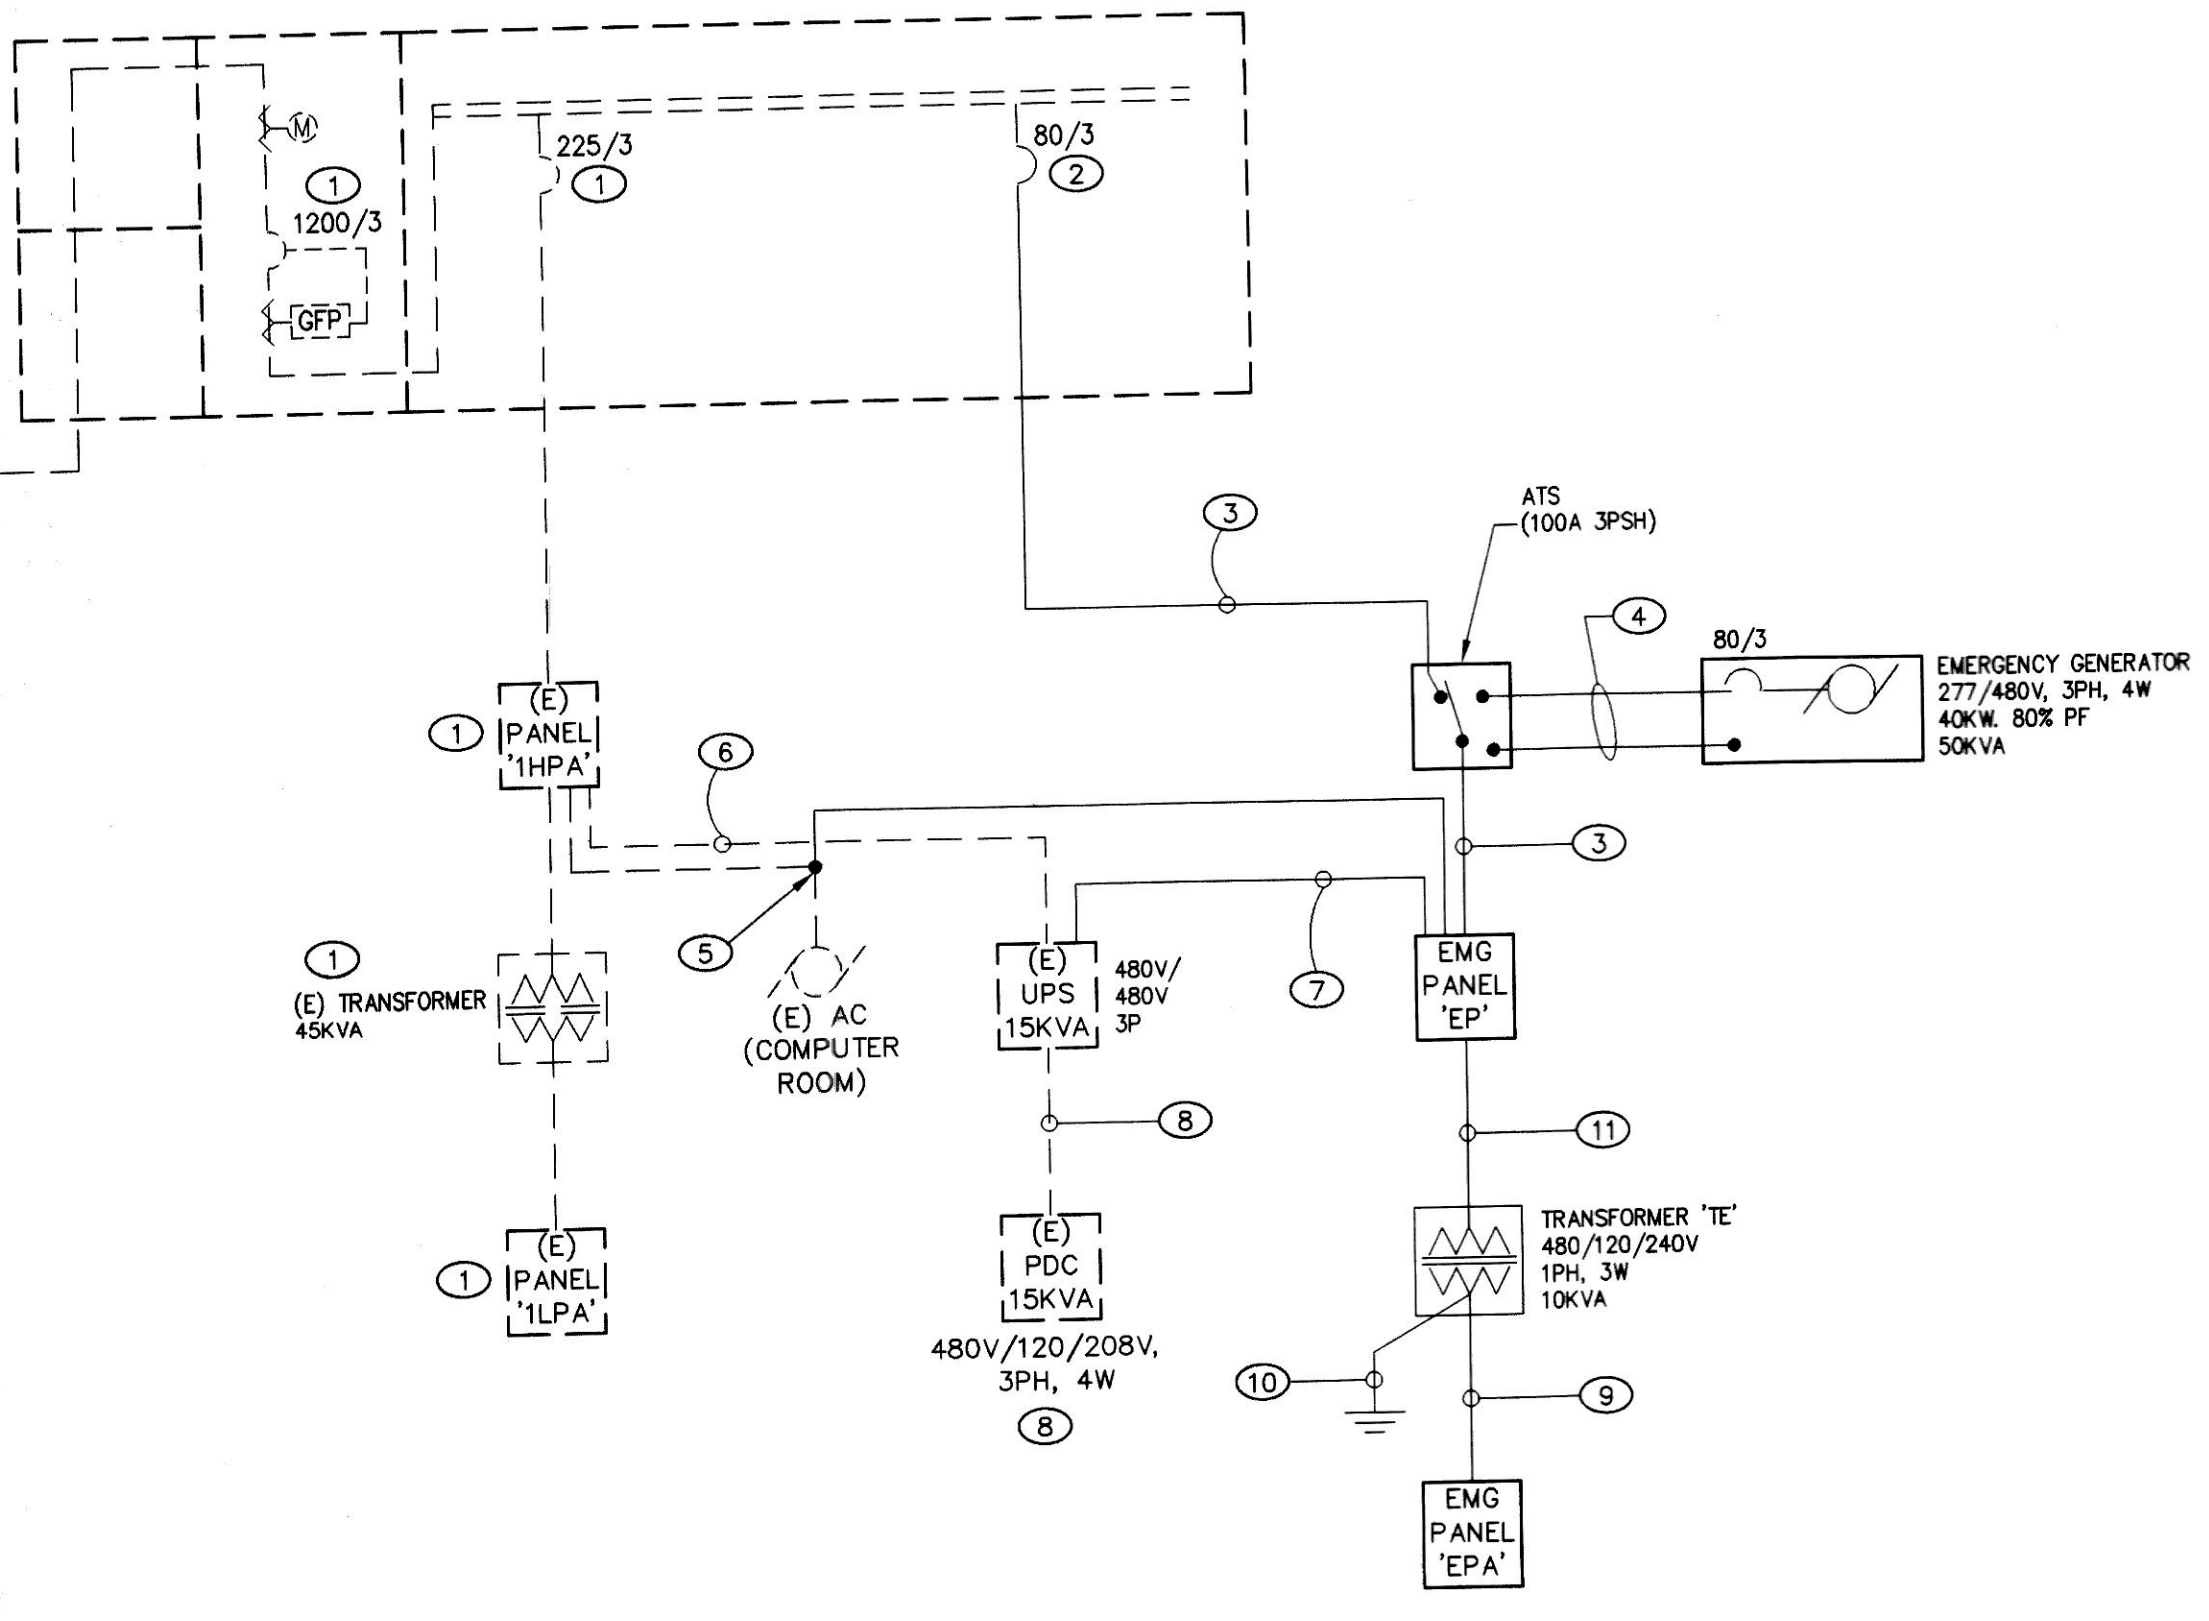 M
1
1200/3
GFP
225/3
1
80/3
2
3
ATS
(100A 3PSH)
4
80/3
EMERGENCY GENERATOR
277/480V, 3PH, 4W
40KW. 80% PF
50KVA
1
(E)
PANEL
'1HPA'
6
3
5
7
1
(E) TRANSFORMER
45KVA
(E) AC
(COMPUTER
ROOM)
(E)
UPS
15KVA
480V/
480V
3P
EMG
PANEL
'EP'
8
11
1
(E)
PANEL
'1LPA'
(E)
PDC
15KVA
480V/120/208V,
3PH, 4W
8
TRANSFORMER 'TE'
480/120/240V
1PH, 3W
10KVA
10
9
EMG
PANEL
'EPA'